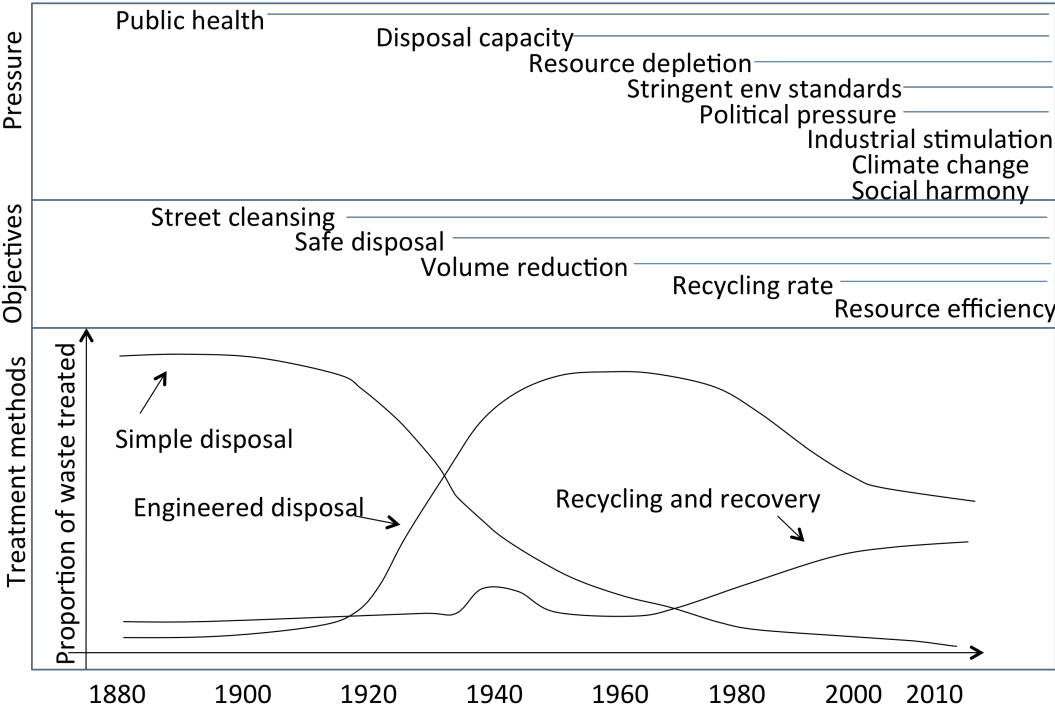 Pressure
Public health
Disposal capacity
Resource depletion
Stringent env standards
Political pressure
Industrial stimulation
Climate change
Social harmony
Objectives
Street cleansing
Safe disposal
Volume reduction
Recycling rate
Resource efficiency
Treatment methods
Proportion of waste treated
Simple disposal
Engineered disposal
Recycling and recovery
1880 1900 1920 1940 1960 1980 2000 2010